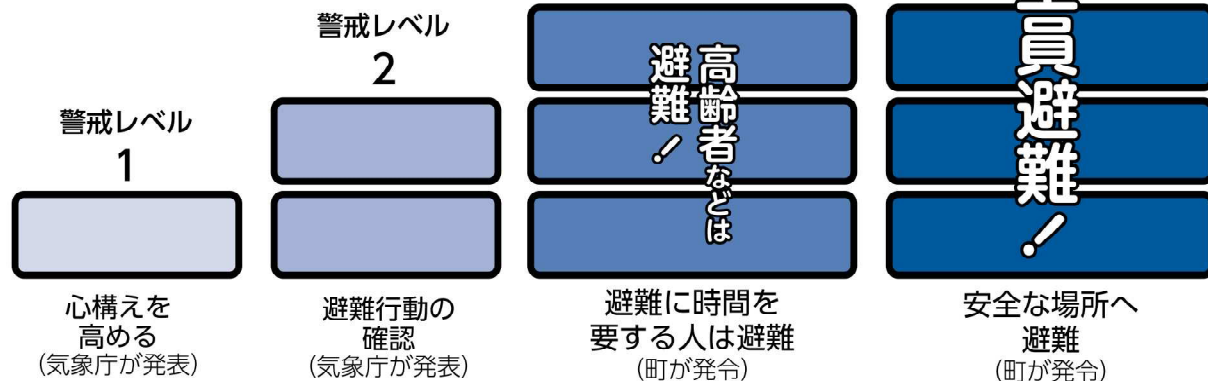 警戒レベル
1
心構えを
高める
(気象庁が発表)
警戒レベル
2
避難行動の
確認
(気象庁が発表)
高齢者などは
避難!
避難に時間を
要する人は避難
(町が発令)
員避難!
安全な場所へ
避難
(町が発令)